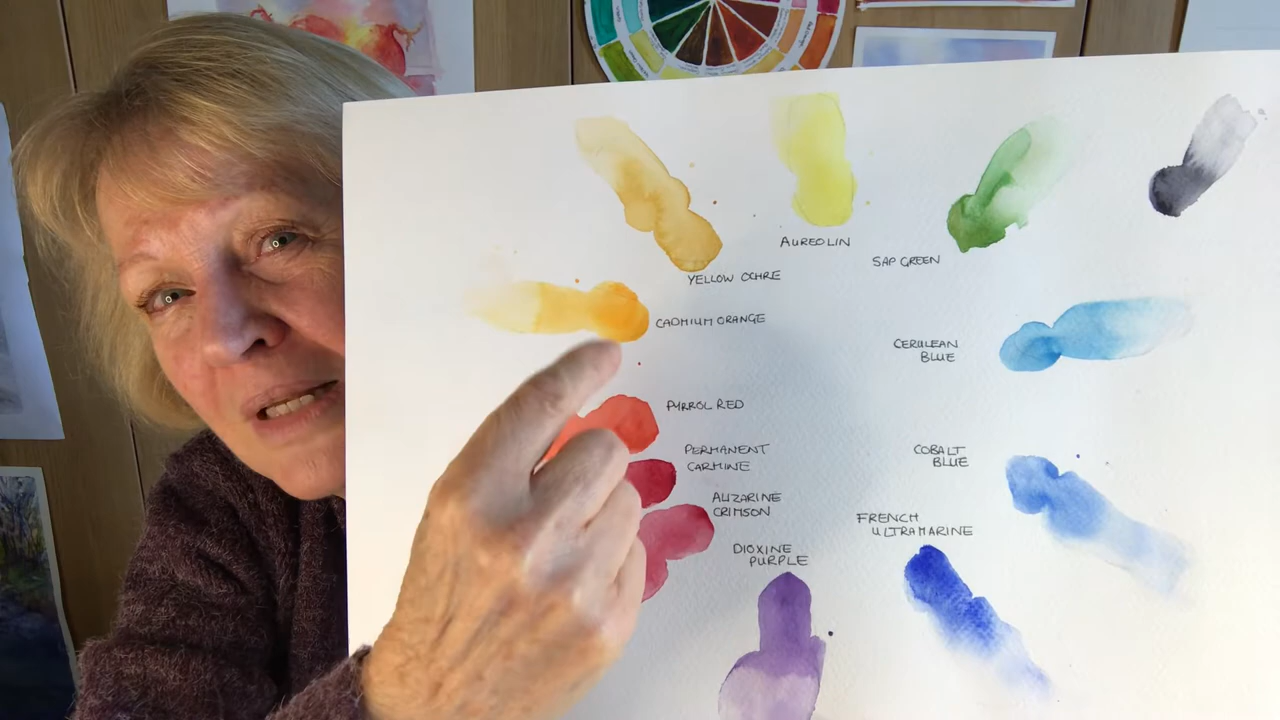 AUREOLIN
SAP GREEN
YELLOW OCHRE
CADMIUM ORANGE
CERULEAN
BLUE
PYRROL RED
PERMANENT
CARMINE
COBALT
BLUE
ALIZARINE
CRIMSON
FRENCH
ULTRAMARINE
DIOXINE
PURPLE